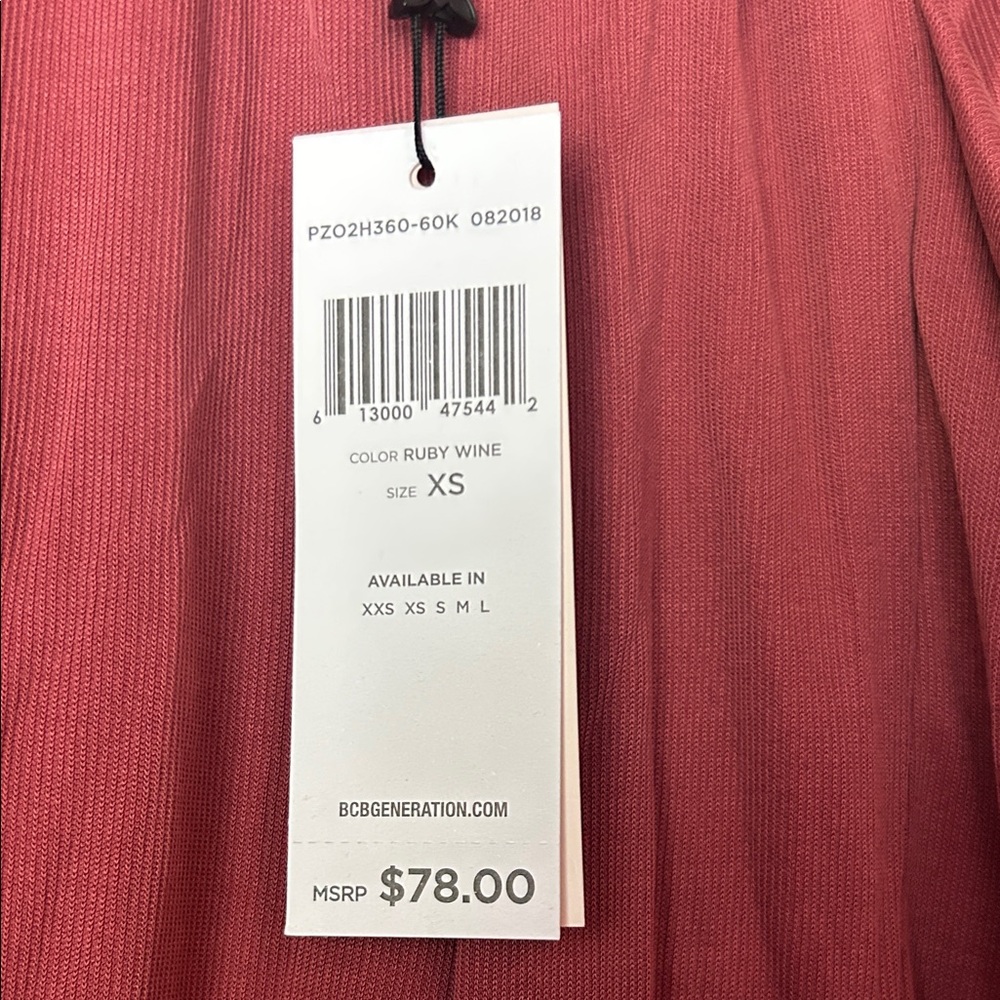 PZO2H360-60K 082018
6 13000 47544 2
COLOR RUBY WINE
SIZE XS
AVAILABLE IN
XXS XS S M L
BCBGENERATION.COM
MSRP $78.00